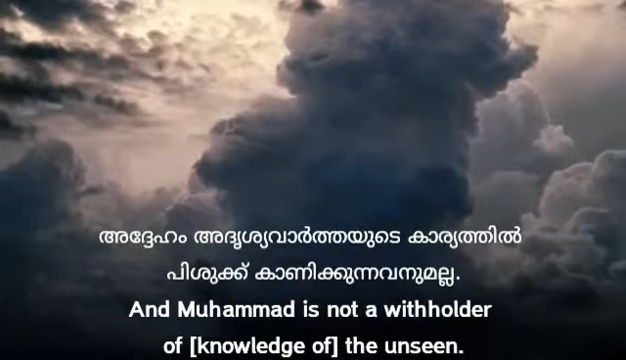 അദ്ദേഹം അദൃശ്യവാർത്തയുടെ കാര്യത്തിൽ
പിശുക്ക് കാണിക്കുന്നവനുമല്ല.
And Muhammad is not a withholder
of [knowledge of] the unseen.